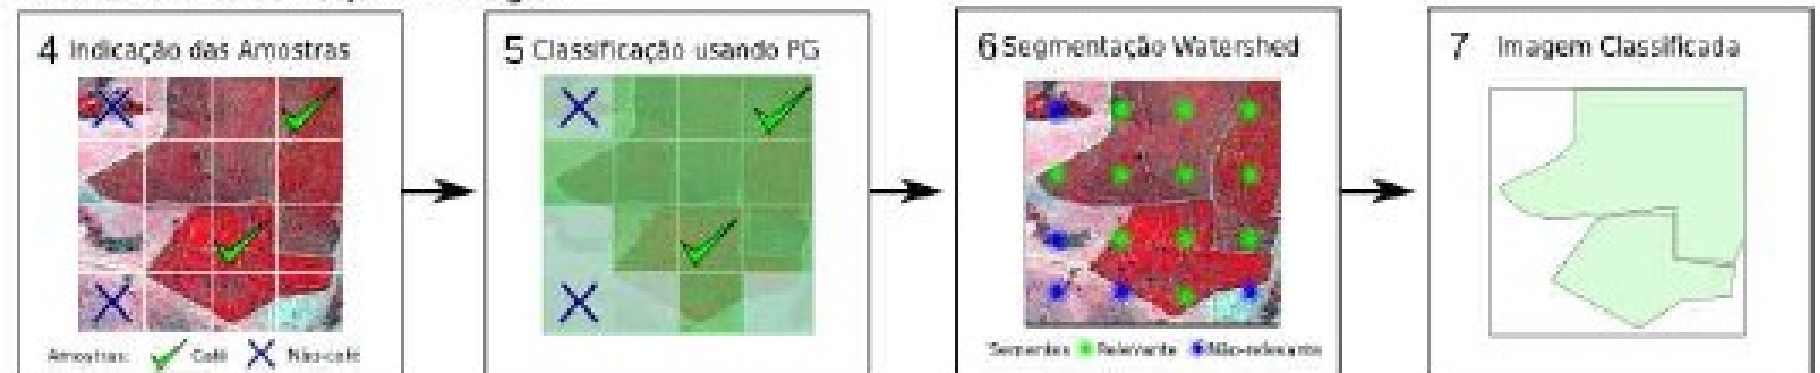 4 Indicação das Amostras
Amostras: Café Não-café
5 Classificação usando PG
6 Segmentação Watershed
Sementes Relevante Não-relevante
7 Imagem Classificada